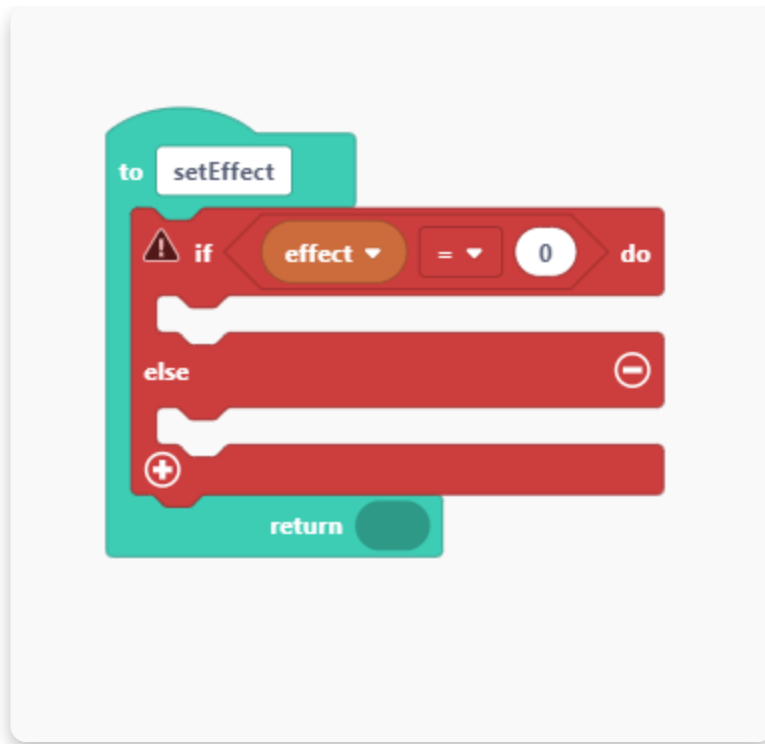 to setEffect
if effect = 0 do
else
return